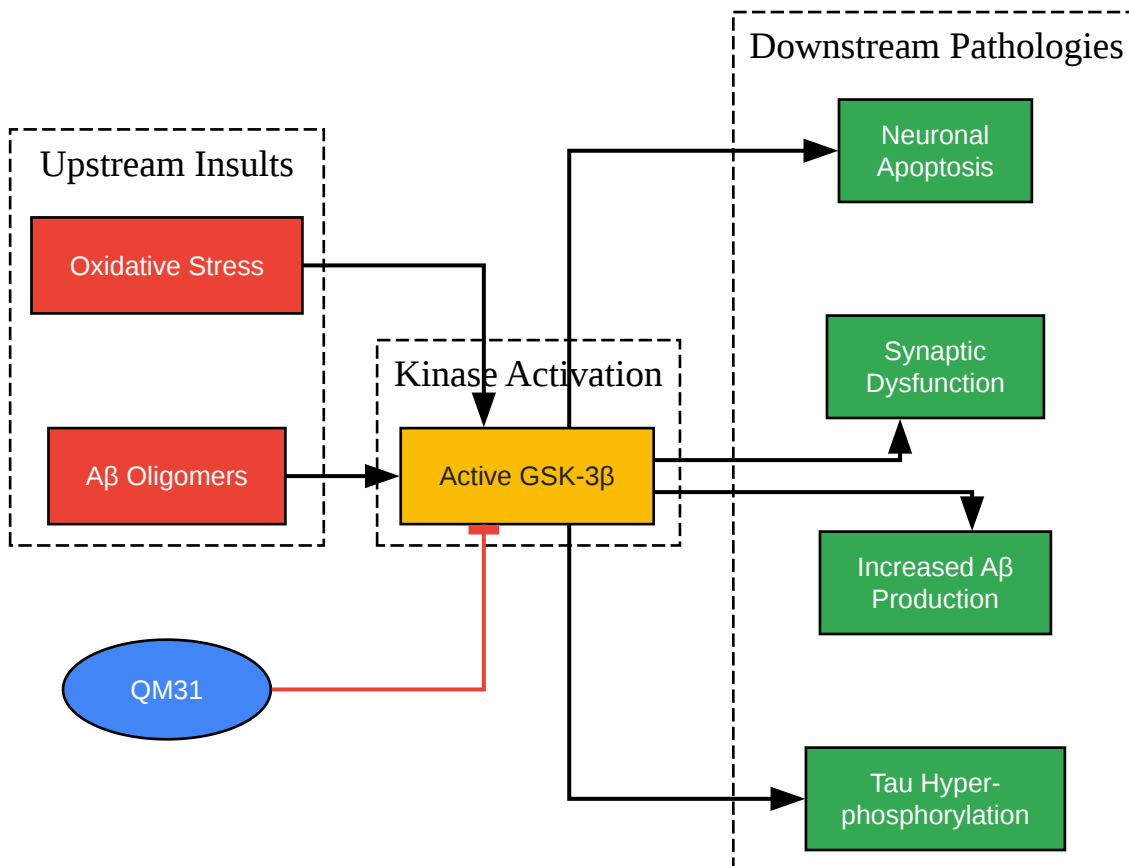 Downstream Pathologies
Neuronal
Apoptosis
Upstream Insults
Oxidative Stress
Synaptic
Dysfunction
Kinase Activation
Aβ Oligomers
Active GSK-3β
Increased Aβ
Production
QM31
Tau Hyper-
phosphorylation